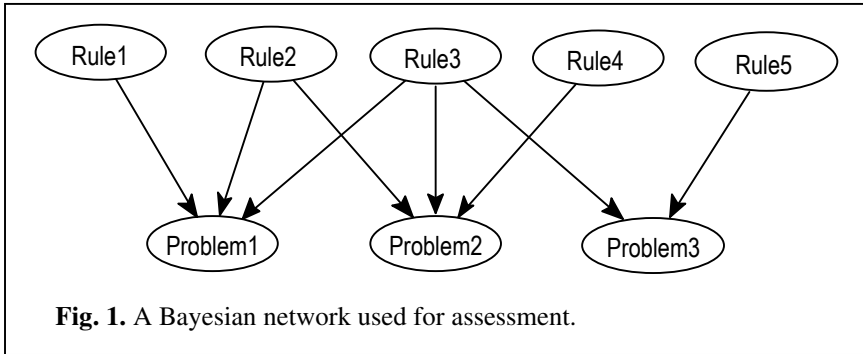 Rule1
Rule2
Rule3
Rule4
Rule5
Problem1
Problem2
Problem3
Fig. 1. A Bayesian network used for assessment.